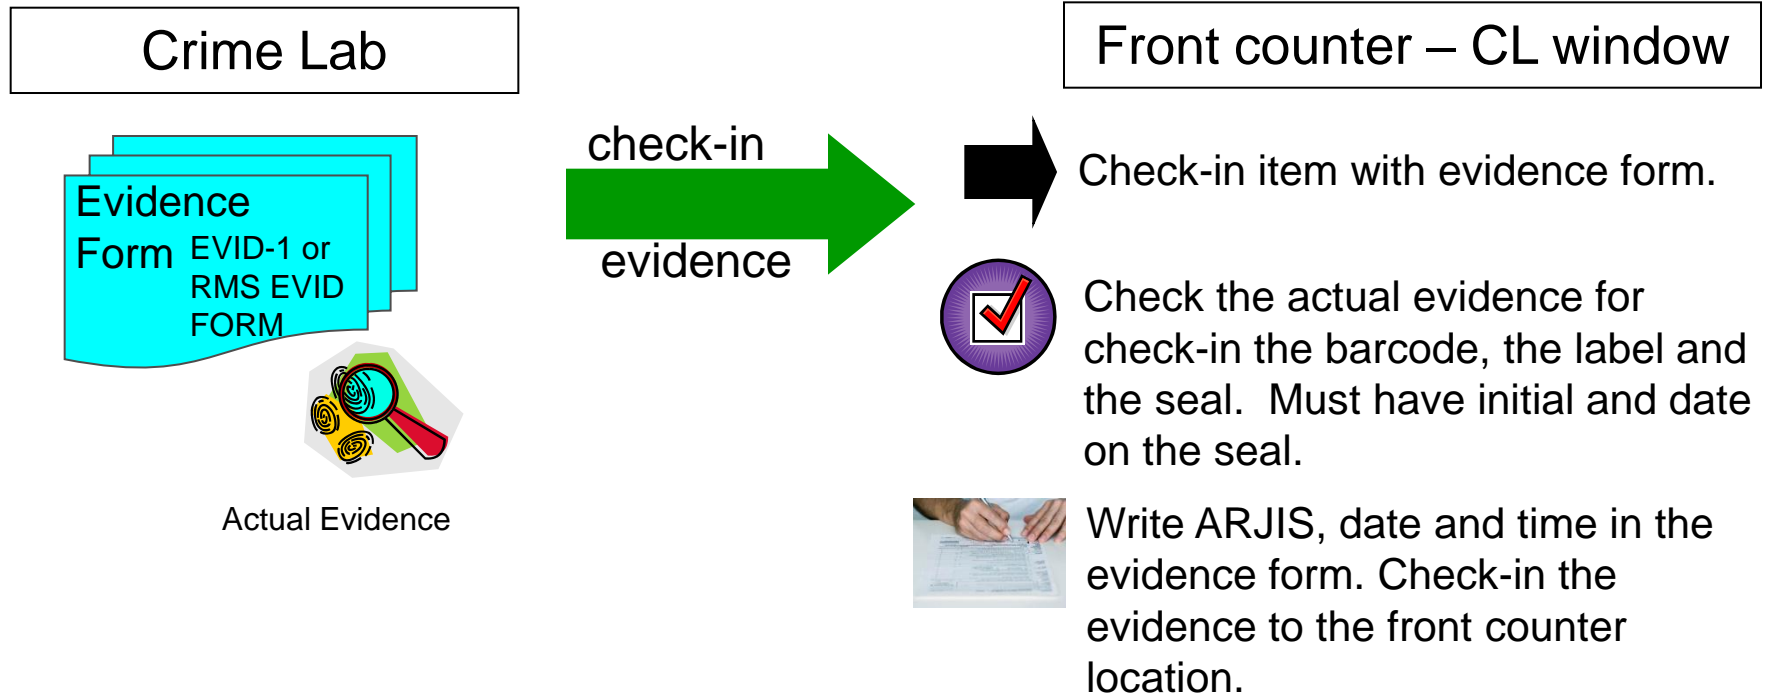 Crime Lab
Front counter – CL window
Evidence
Form
EVID-1 or
RMS EVID
FORM
Actual Evidence
check-in
evidence
Check-in item with evidence form.
Check the actual evidence for
check-in the barcode, the label and
the seal.  Must have initial and date
on the seal.
Write ARJIS, date and time in the
evidence form. Check-in the
evidence to the front counter
location.